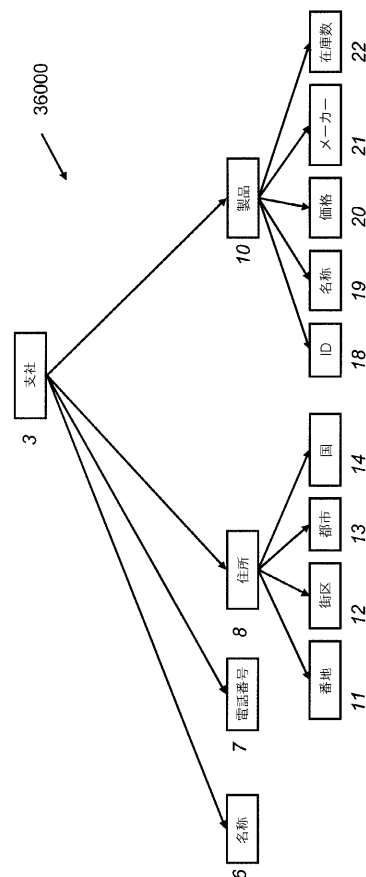 36000
支社
3
名称
6
電話番号
7
住所
8
製品
10
番地
11
街区
12
都市
13
国
14
ID
18
名称
19
価格
20
メーカー
21
在庫数
22